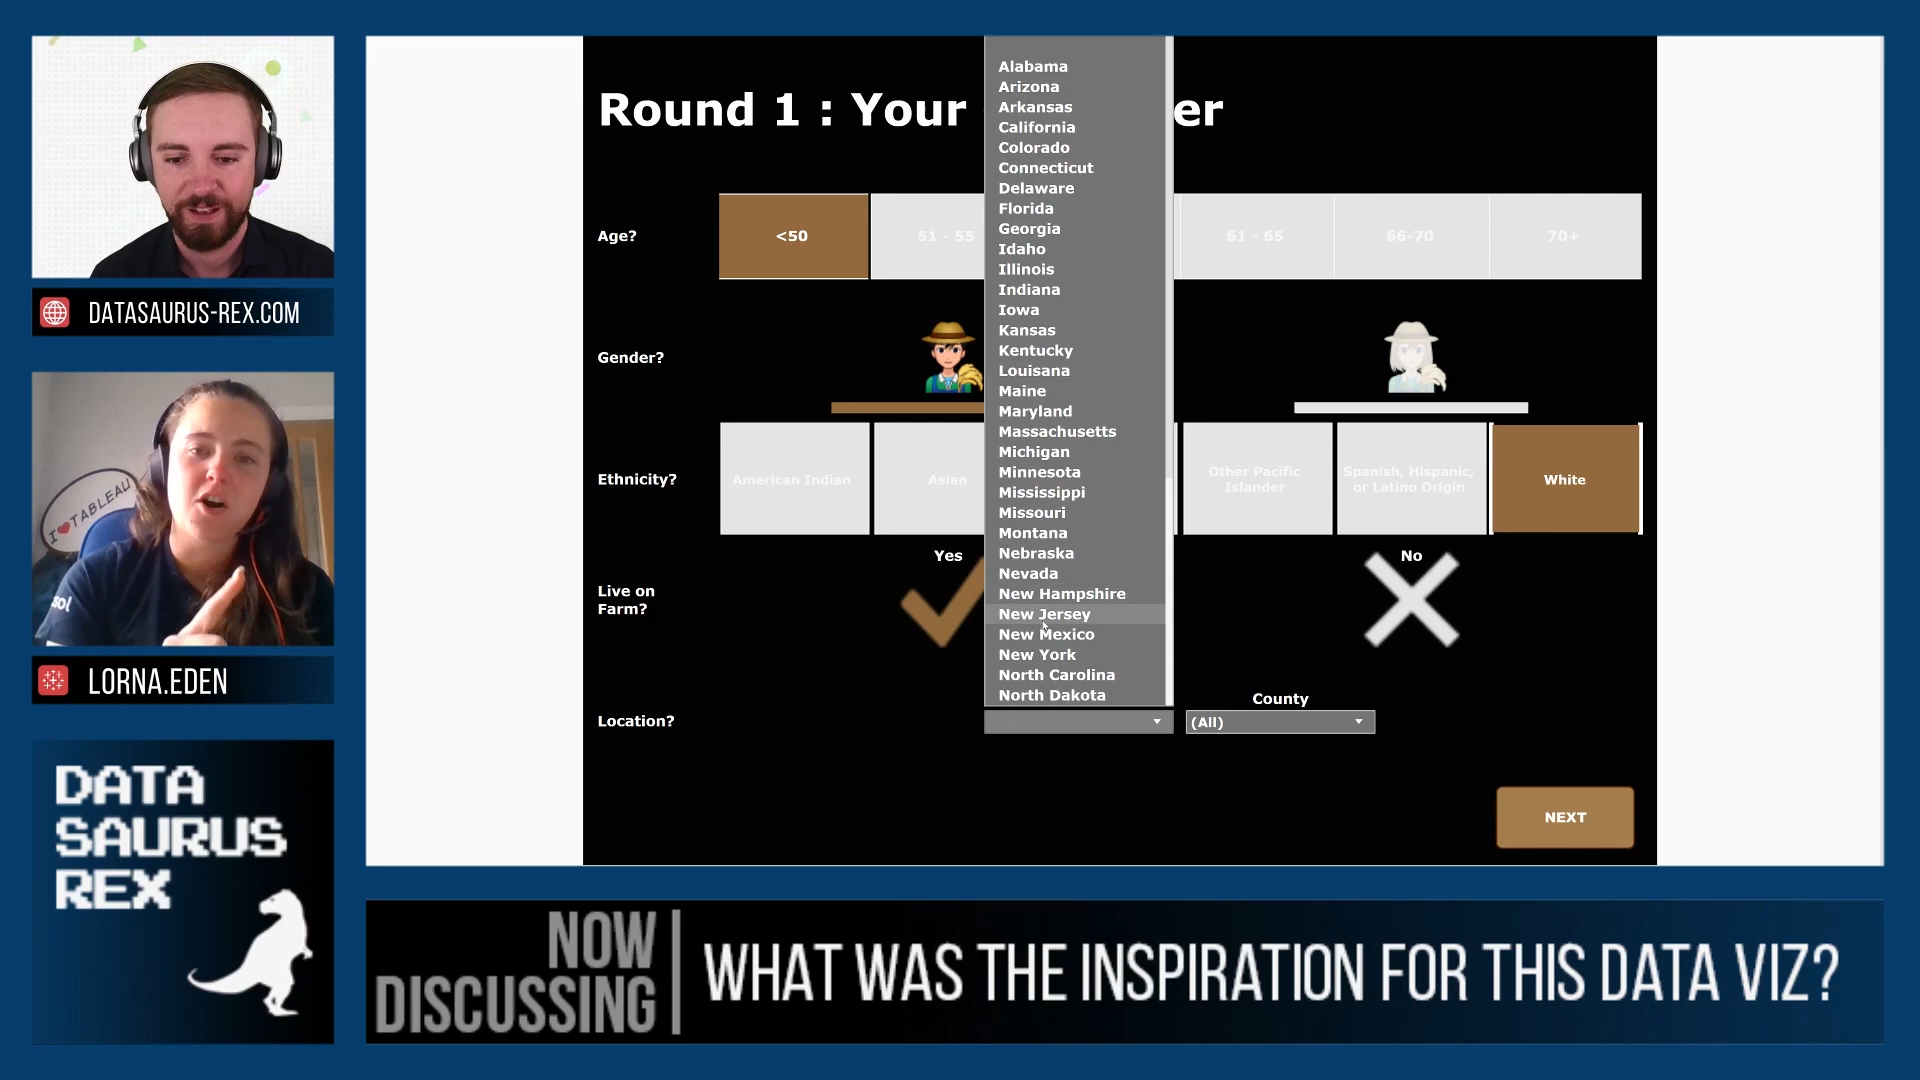 DATASAURUS-REX.COM
I ♥ TABLEAU
sol
LORNA.EDEN
DATA
SAURUS
REX
Round 1 : Your
er
Alabama
Arizona
Arkansas
California
Colorado
Connecticut
Delaware
Florida
Georgia
Idaho
Illinois
Indiana
Iowa
Kansas
Kentucky
Louisana
Maine
Maryland
Massachusetts
Michigan
Minnesota
Mississippi
Missouri
Montana
Nebraska
Nevada
New Hampshire
New Jersey
New Mexico
New York
North Carolina
North Dakota
Age?
<50
51 - 55
61 - 65
66-70
70+
Gender?
Ethnicity?
American Indian
Asian
Other Pacific
Islander
Spanish, Hispanic,
or Latino Origin
White
Live on
Farm?
Yes
No
Location?
County
(All)
NEXT
NOW
DISCUSSING
WHAT WAS THE INSPIRATION FOR THIS DATA VIZ?